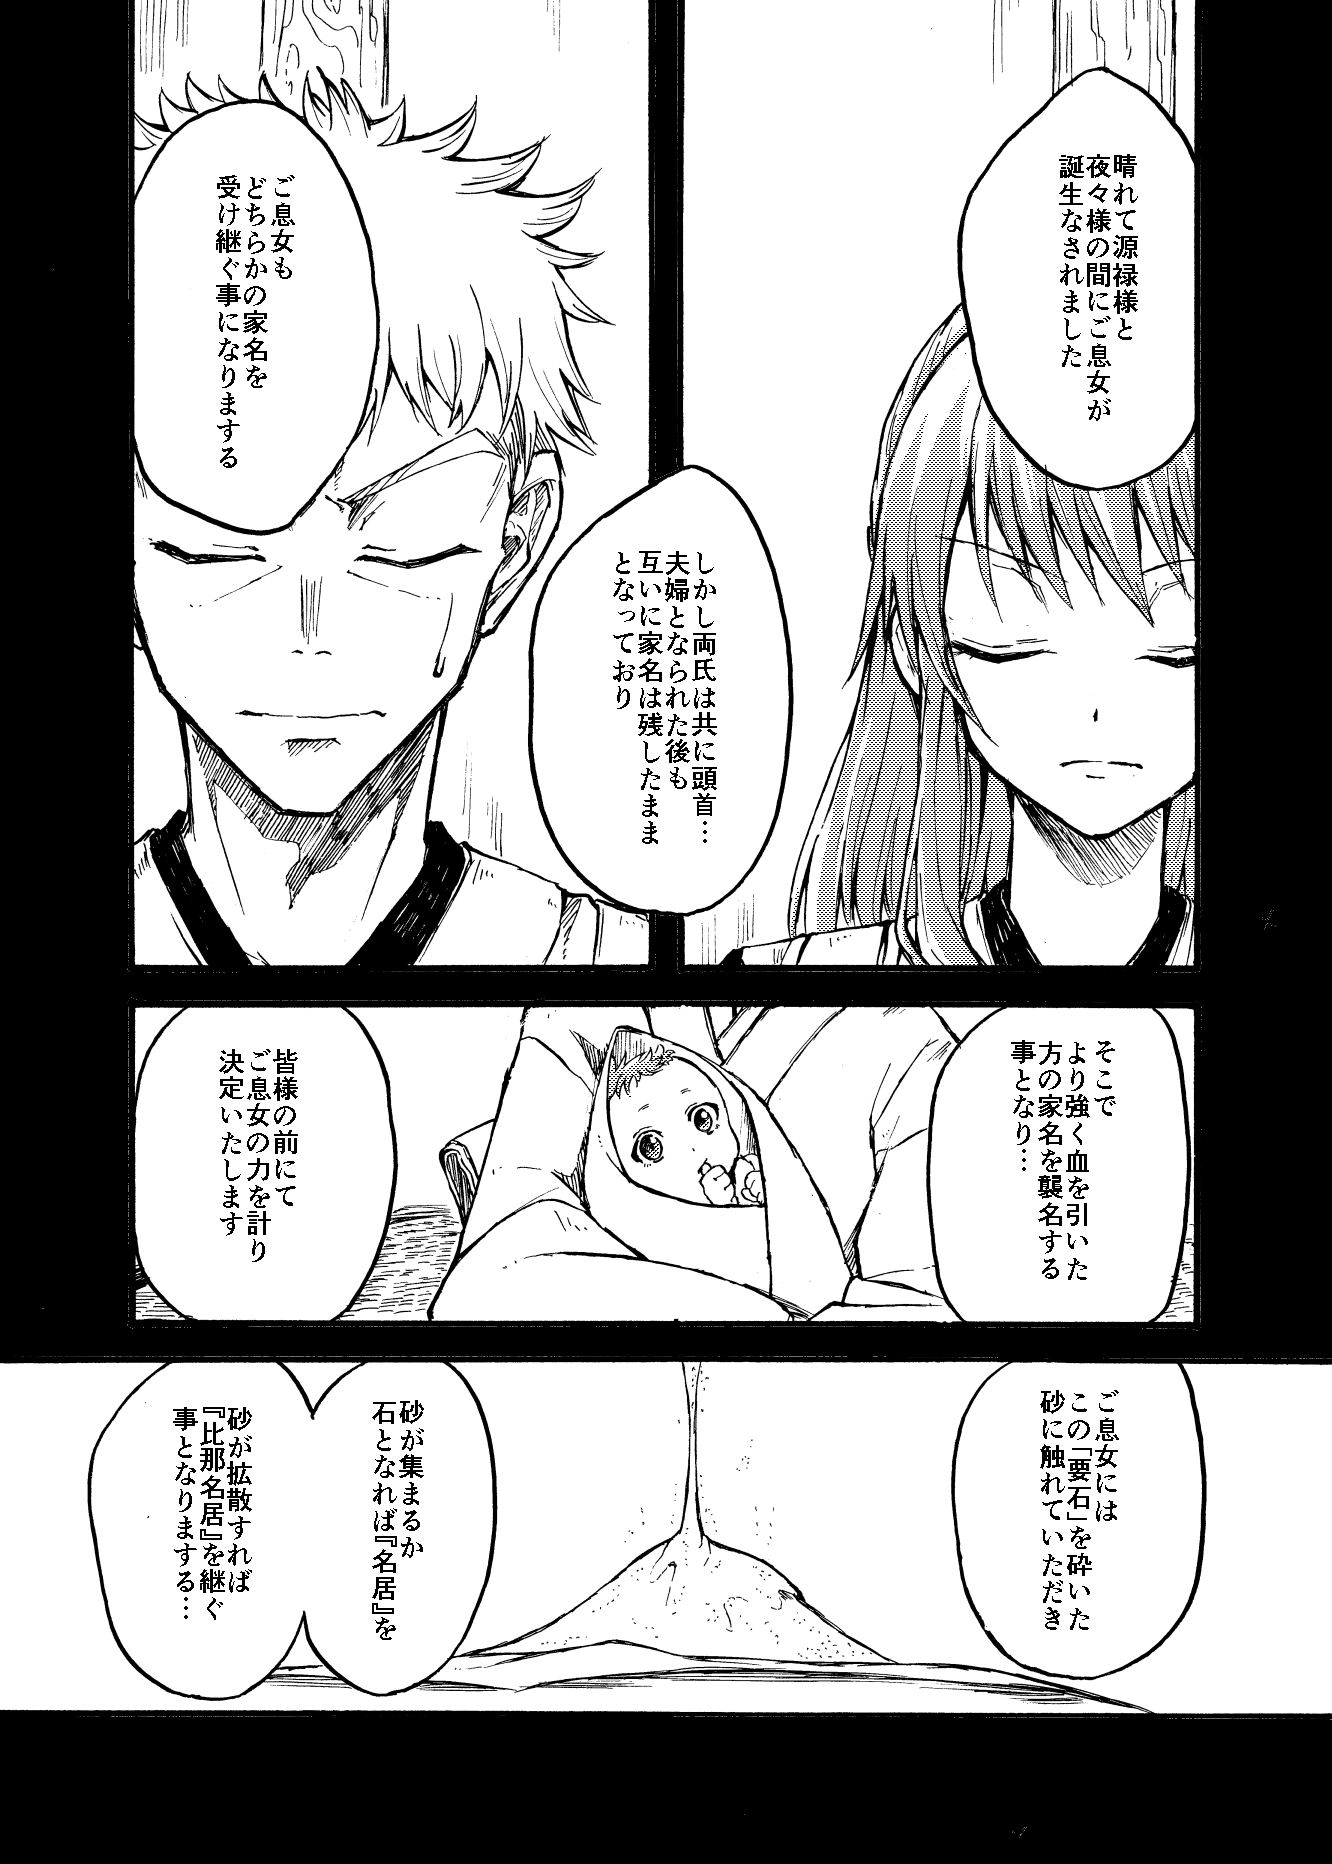 晴れて源禄様と
夜々様の間にご息女が
誕生なされました
しかし両氏は共に頭首…
夫婦となられた後も
互いに家名は残したまま
となっており
ご息女も
どちらかの家名を
受け継ぐ事になりまする
そこで
より強く血を引いた
方の家名を襲名する
事となり…
皆様の前にて
ご息女の力を計り
決定いたします
ご息女には
この「要石」を砕いた
砂に触れていただき
砂が集まるか
石となれば『名居』を
砂が拡散すれば
『比那名居』を継ぐ
事となりまする…